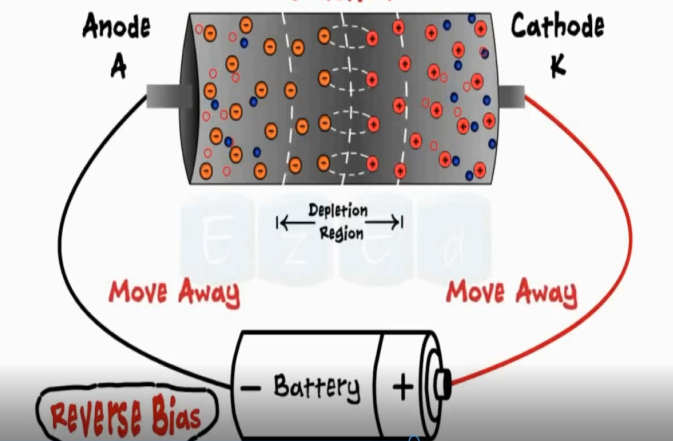 Anode
A
Cathode
K
Depletion
Region
E z E d
Move Away
Move Away
- Battery +
Reverse Bias